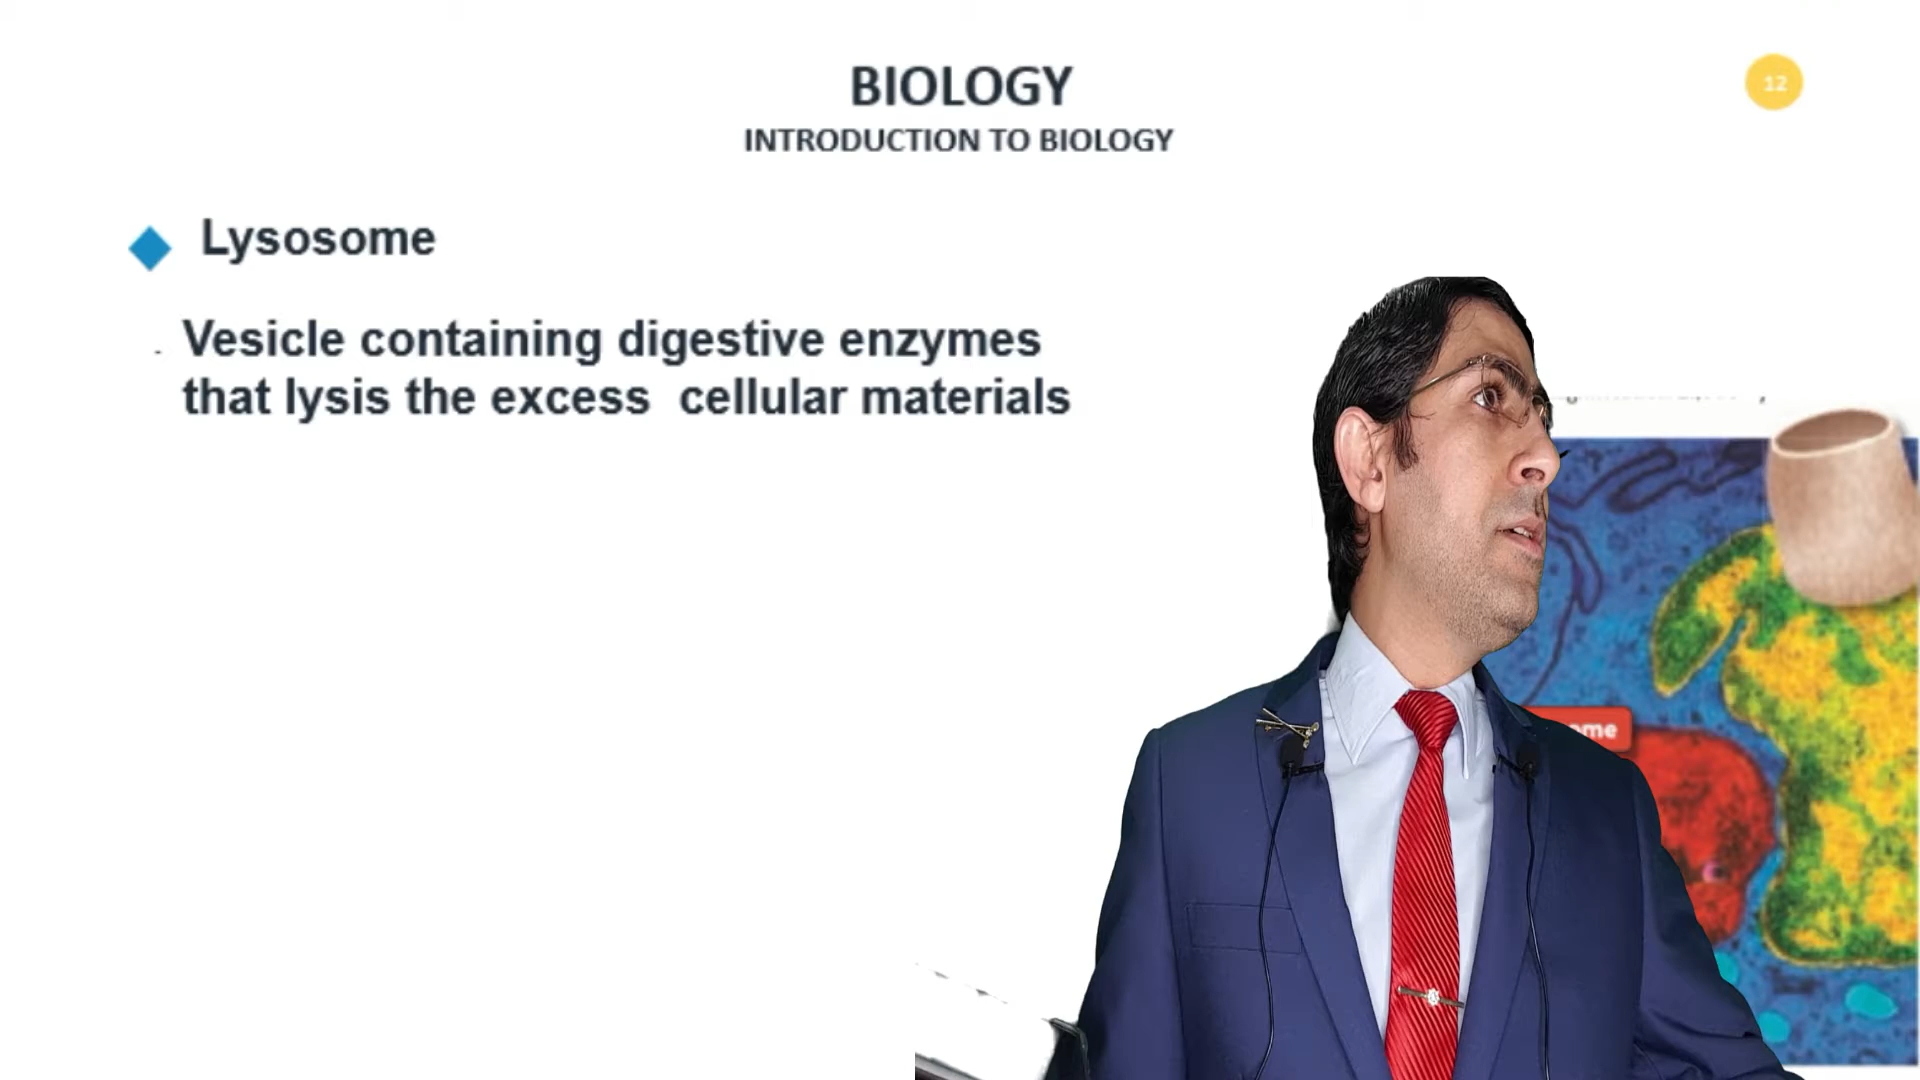 BIOLOGY
12
INTRODUCTION TO BIOLOGY
Lysosome
Vesicle containing digestive enzymes
that lysis the excess cellular materials